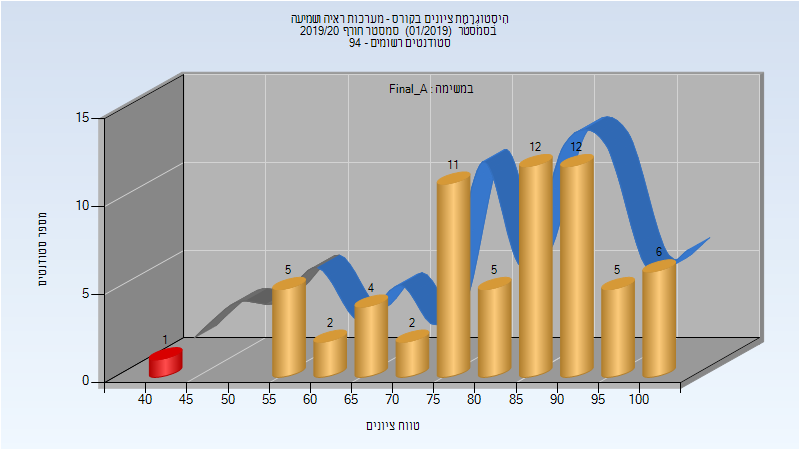 היסטוגרמת ציונים בקורס - מערכות ראיה ושמיעה
בסמסטר (01/2019) סמסטר חורף 2019/20
סטודנטים רשומים - 94
במשימה : Final_A
מספר סטודנטים
15
10
5
0
1
5
2
4
2
11
5
12
12
5
6
40 45 50 55 60 65 70 75 80 85 90 95 100
טווח ציונים